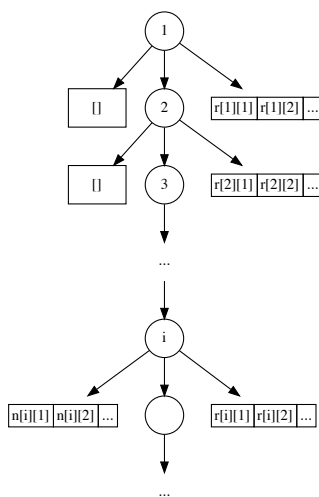 1
[] 2 r[1][1] r[1][2] ...
[] 3 r[2][1] r[2][2] ...
...
i
n[i][1] n[i][2] ... r[i][1] r[i][2] ...
...